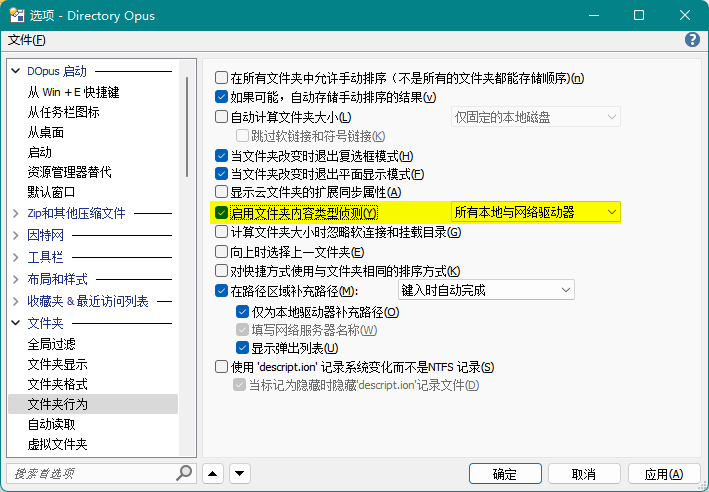 选项 - Directory Opus
文件(F)
DOpus 启动
从 Win + E 快捷键
从任务栏图标
从桌面
启动
资源管理器替代
默认窗口
Zip和其他压缩文件
因特网
工具栏
布局和样式
收藏夹 & 最近访问列表
文件夹
全局过滤
文件夹显示
文件夹格式
文件夹行为
自动读取
虚拟文件夹
搜索首选项
在所有文件夹中允许手动排序（不是所有的文件夹都能存储顺序)(n)
如果可能，自动存储手动排序的结果(v)
自动计算文件夹大小(L) 仅固定的本地磁盘
跳过软链接和符号链接(K)
当文件夹改变时退出复选框模式(H)
当文件夹改变时退出平面显示模式(F)
显示云文件夹的扩展同步属性(A)
启用文件夹内容类型侦测(Y) 所有本地与网络驱动器
计算文件夹大小时忽略软连接和挂载目录(G)
向上时选择上一文件夹(E)
对快捷方式使用与文件夹相同的排序方式(K)
在路径区域补充路径(M): 键入时自动完成
仅为本地驱动器补充路径(O)
填写网络服务器名称(W)
显示弹出列表(U)
使用 'descript.ion' 记录系统变化而不是NTFS 记录(S)
当标记为隐藏时隐藏'descript.ion'记录文件(D)
确定 取消 应用(A)